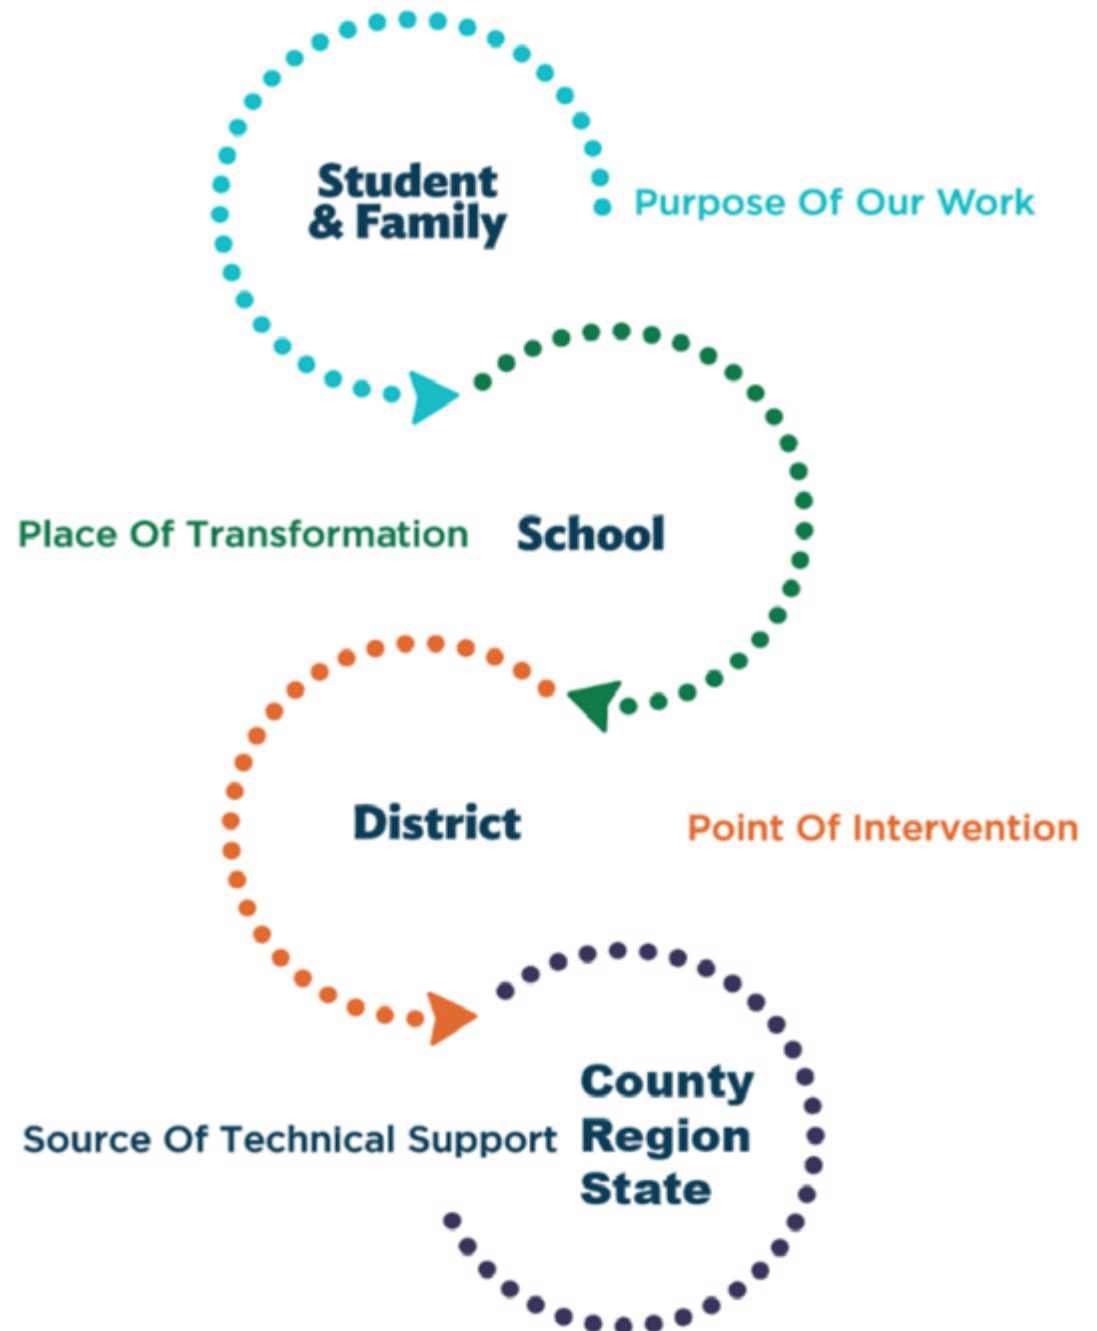 Student
& Family
Purpose Of Our Work
Place Of Transformation
School
District
Point Of Intervention
Source Of Technical Support
County
Region
State